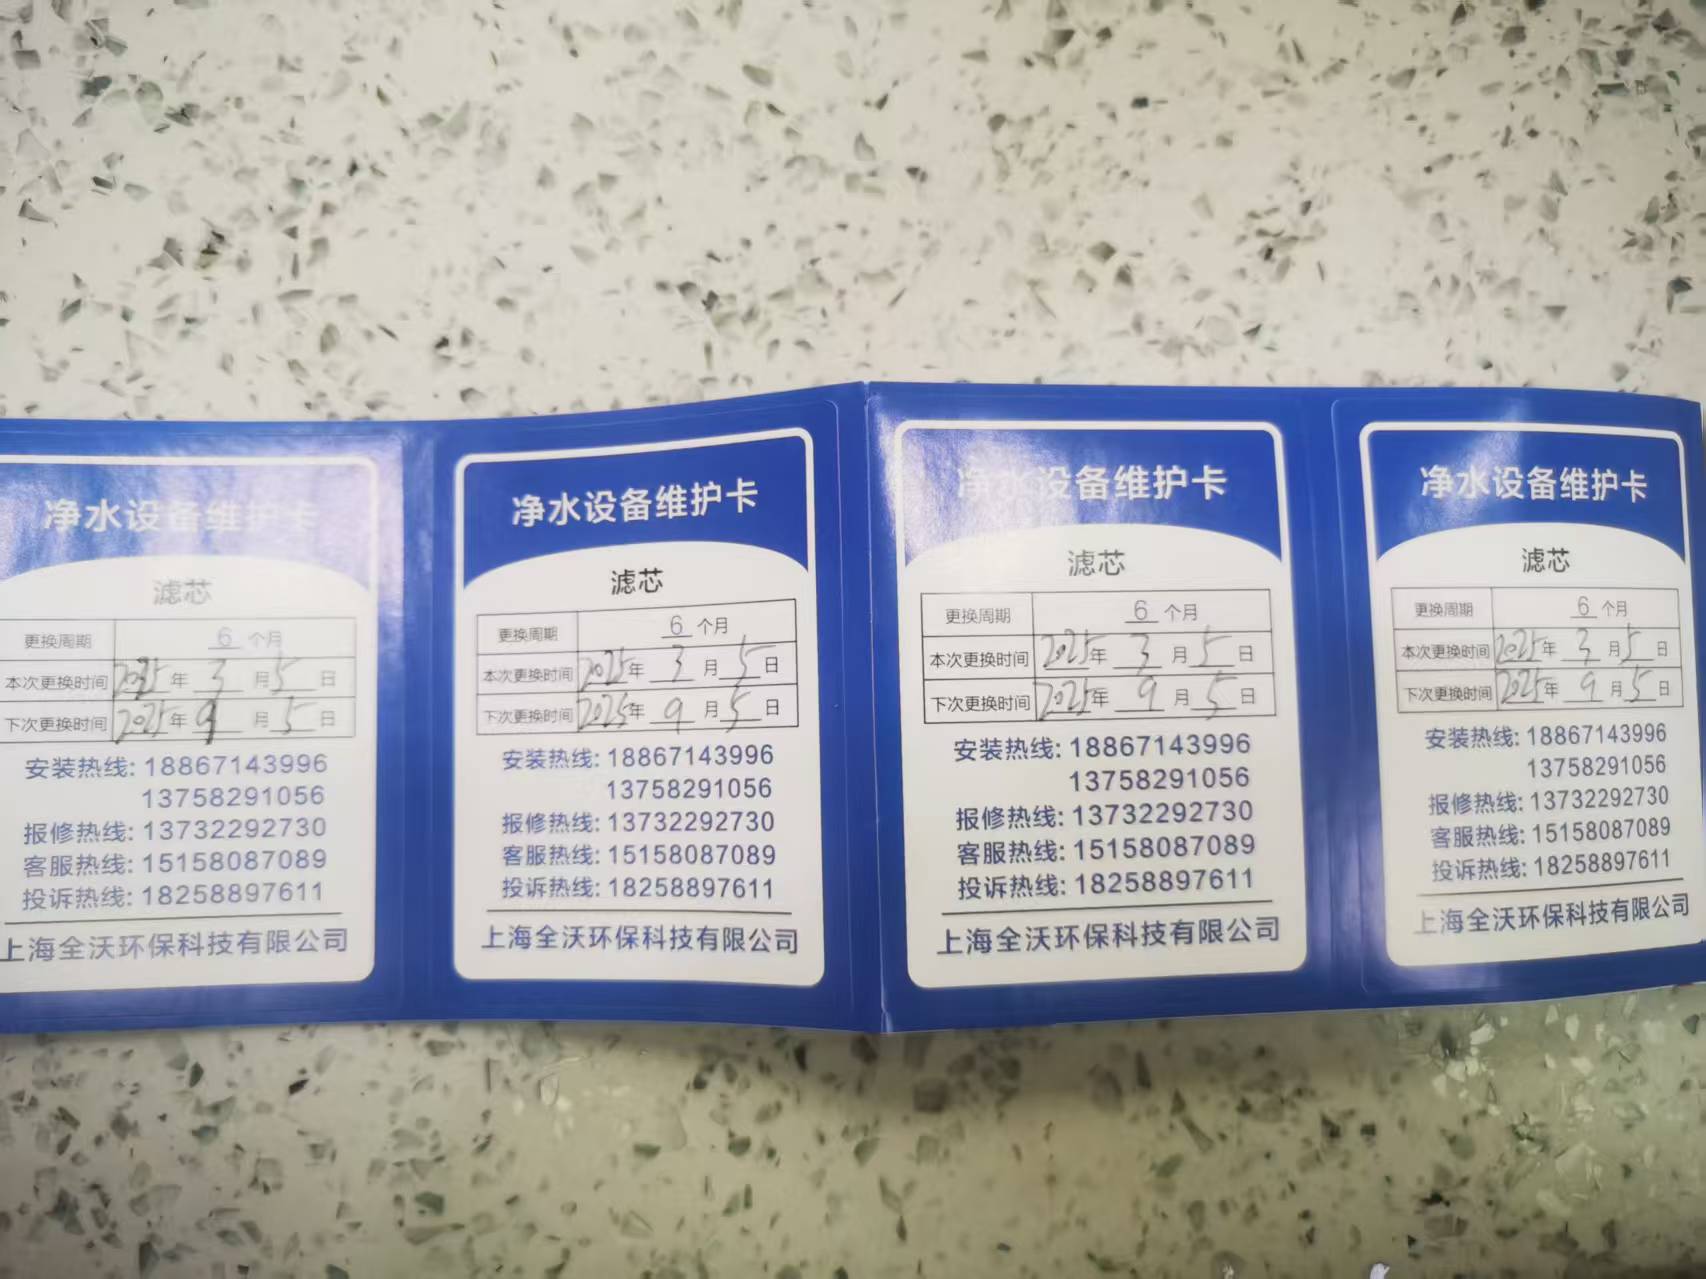 净水设备维护卡
滤芯
更换周期 6 个月
本次更换时间 2025年 3 月 5 日
下次更换时间 2025年 9 月 5 日
安装热线: 18867143996
13758291056
报修热线: 13732292730
客服热线: 15158087089
投诉热线: 18258897611
上海全沃环保科技有限公司
净水设备维护卡
滤芯
更换周期 6 个月
本次更换时间 2025年 3 月 5 日
下次更换时间 2025年 9 月 5 日
安装热线: 18867143996
13758291056
报修热线: 13732292730
客服热线: 15158087089
投诉热线: 18258897611
上海全沃环保科技有限公司
净水设备维护卡
滤芯
更换周期 6 个月
本次更换时间 2025年 3 月 5 日
下次更换时间 2025年 9 月 5 日
安装热线: 18867143996
13758291056
报修热线: 13732292730
客服热线: 15158087089
投诉热线: 18258897611
上海全沃环保科技有限公司
净水设备维护卡
滤芯
更换周期 6 个月
本次更换时间 2025年 3 月 5 日
下次更换时间 2025年 9 月 5 日
安装热线: 18867143996
13758291056
报修热线: 13732292730
客服热线: 15158087089
投诉热线: 18258897611
上海全沃环保科技有限公司